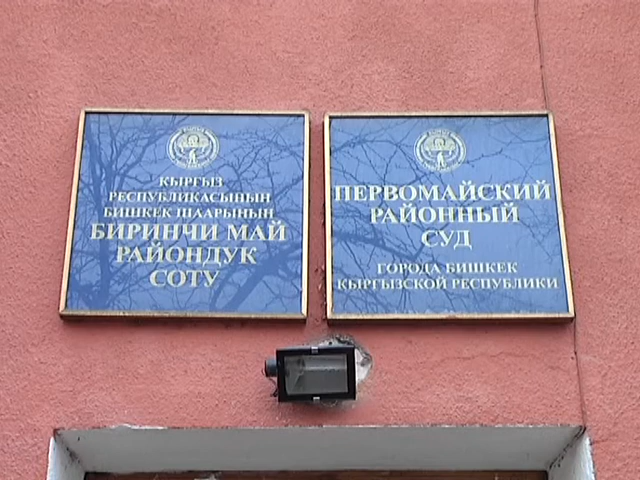 КЫРГЫЗ
РЕСПУБЛИКАСЫНЫН
БИШКЕК ШААРЫНЫН
БИРИНЧИ МАЙ
РАЙОНДУК
СОТУ
ПЕРВОМАЙСКИЙ
РАЙОННЫЙ
СУД
ГОРОДА БИШКЕК
КЫРГЫЗСКОЙ РЕСПУБЛИКИ